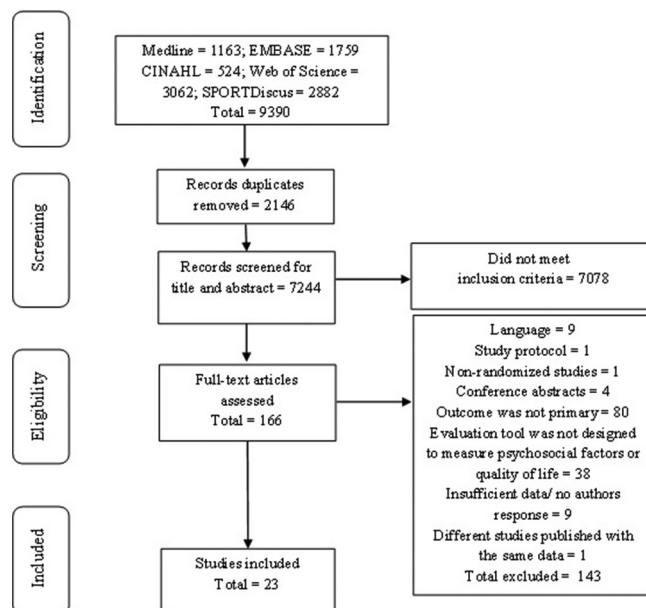 Identification
Medline = 1163; EMBASE = 1759
CINAHL = 524; Web of Science =
3062; SPORTDiscus = 2882
Total = 9390
Screening
Records duplicates
removed = 2146
Records screened for
title and abstract = 7244
Did not meet
inclusion criteria = 7078
Eligibility
Full-text articles
assessed
Total = 166
Language = 9
Study protocol = 1
Non-randomized studies = 1
Conference abstracts = 4
Outcome was not primary = 80
Evaluation tool was not designed
to measure psychosocial factors or
quality of life = 38
Insufficient data/ no authors
response = 9
Different studies published with
the same data = 1
Total excluded = 143
Included
Studies included
Total = 23